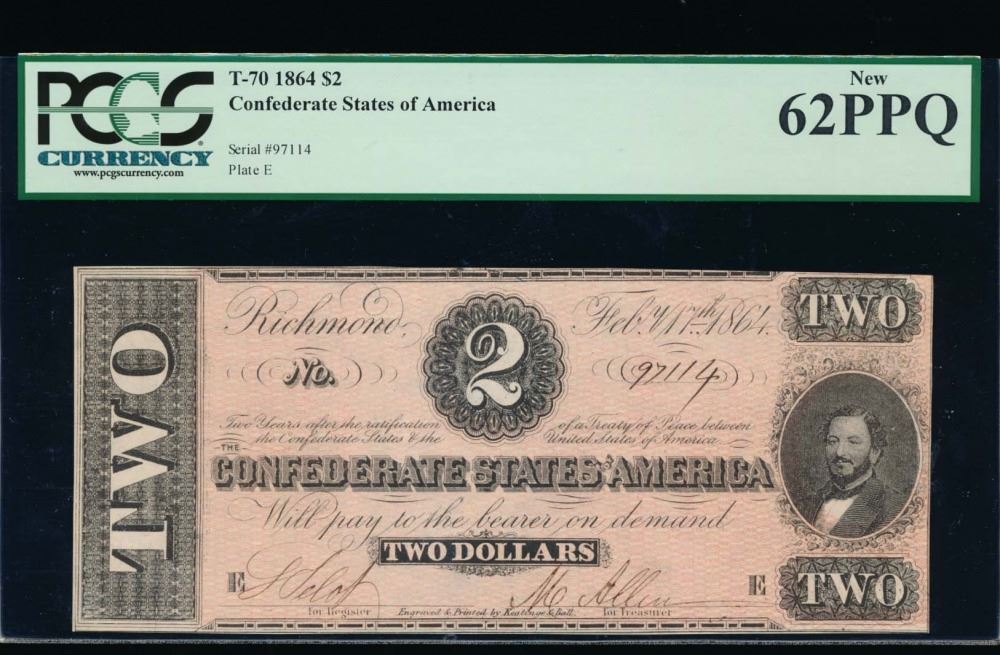 PCGS
CURRENCY
www.pcgscurrency.com
T-70 1864 $2
Confederate States of America
Serial #97114
Plate E
New
62PPQ
TWO
Richmond, Feb.y 17th 1864.
2
TWO
No. 97114
Two Years after the ratification of a Treaty of Peace between
the Confederate States & the United States of America
THE
CONFEDERATE STATES OF AMERICA
Will pay to the bearer on demand
TWO DOLLARS
E
M. Allen
E
TWO
for Register
Engraved & Printed by Keatinge & Ball.
for Treasurer